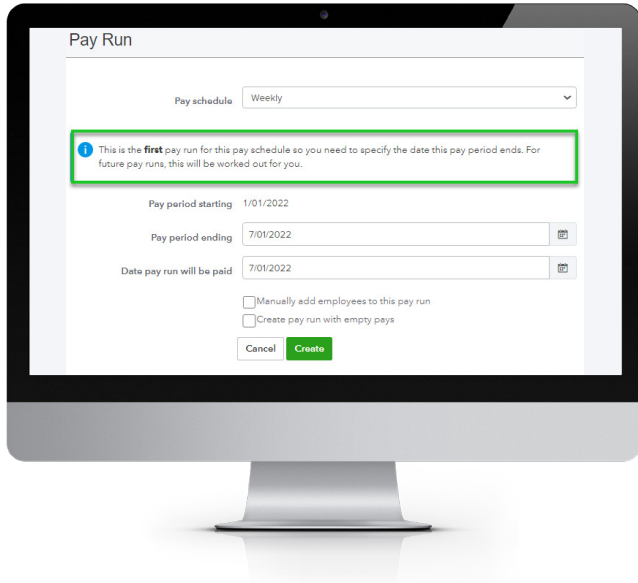 Pay Run
Pay schedule Weekly
This is the first pay run for this pay schedule so you need to specify the date this pay period ends. For
future pay runs, this will be worked out for you.
Pay period starting 1/01/2022
Pay period ending 7/01/2022
Date pay run will be paid 7/01/2022
Manually add employees to this pay run
Create pay run with empty pays
Cancel Create